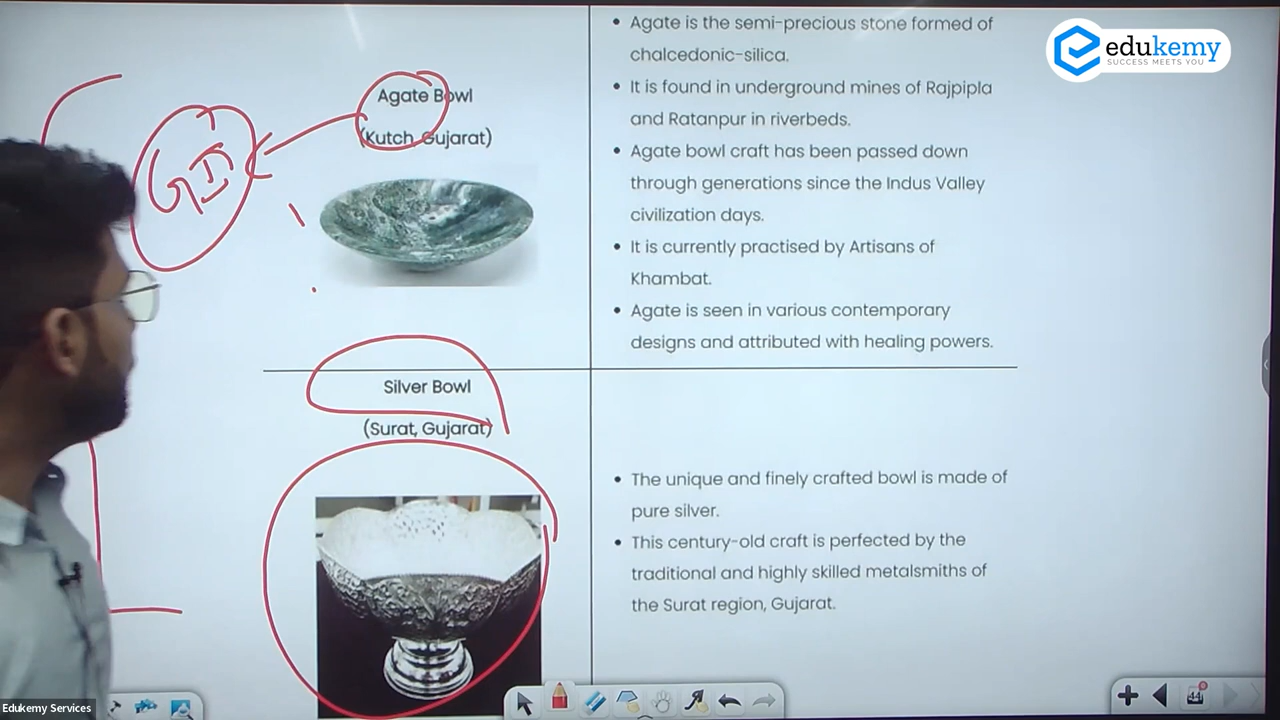 Agate is the semi-precious stone formed of
chalcedonic-silica.
edukemy
SUCCESS MEETS YOU
Agate Bowl
(Kutch, Gujarat)
GI
It is found in underground mines of Rajpipla
and Ratanpur in riverbeds.
Agate bowl craft has been passed down
through generations since the Indus Valley
civilization days.
It is currently practised by Artisans of
Khambat.
Agate is seen in various contemporary
designs and attributed with healing powers.
Silver Bowl
(Surat, Gujarat)
The unique and finely crafted bowl is made of
pure silver.
This century-old craft is perfected by the
traditional and highly skilled metalsmiths of
the Surat region, Gujarat.
44
Edukemy Services